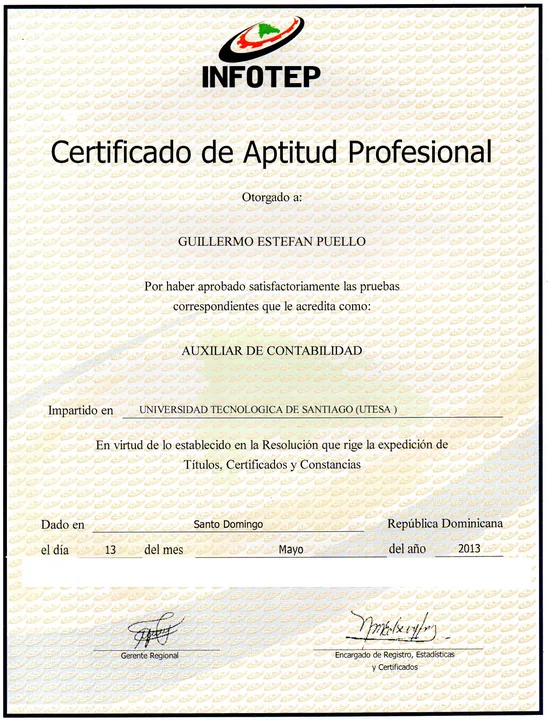 INFOTEP
Certificado de Aptitud Profesional
Otorgado a:
GUILLERMO ESTEFAN PUELLO
Por haber aprobado satisfactoriamente las pruebas
correspondientes que le acredita como:
AUXILIAR DE CONTABILIDAD
Impartido en UNIVERSIDAD TECNOLOGICA DE SANTIAGO (UTESA )
En virtud de lo establecido en la Resolución que rige la expedición de
Títulos, Certificados y Constancias
Dado en Santo Domingo República Dominicana
el día 13 del mes Mayo del año 2013
Gerente Regional
Encargado de Registro, Estadísticas
y Certificados